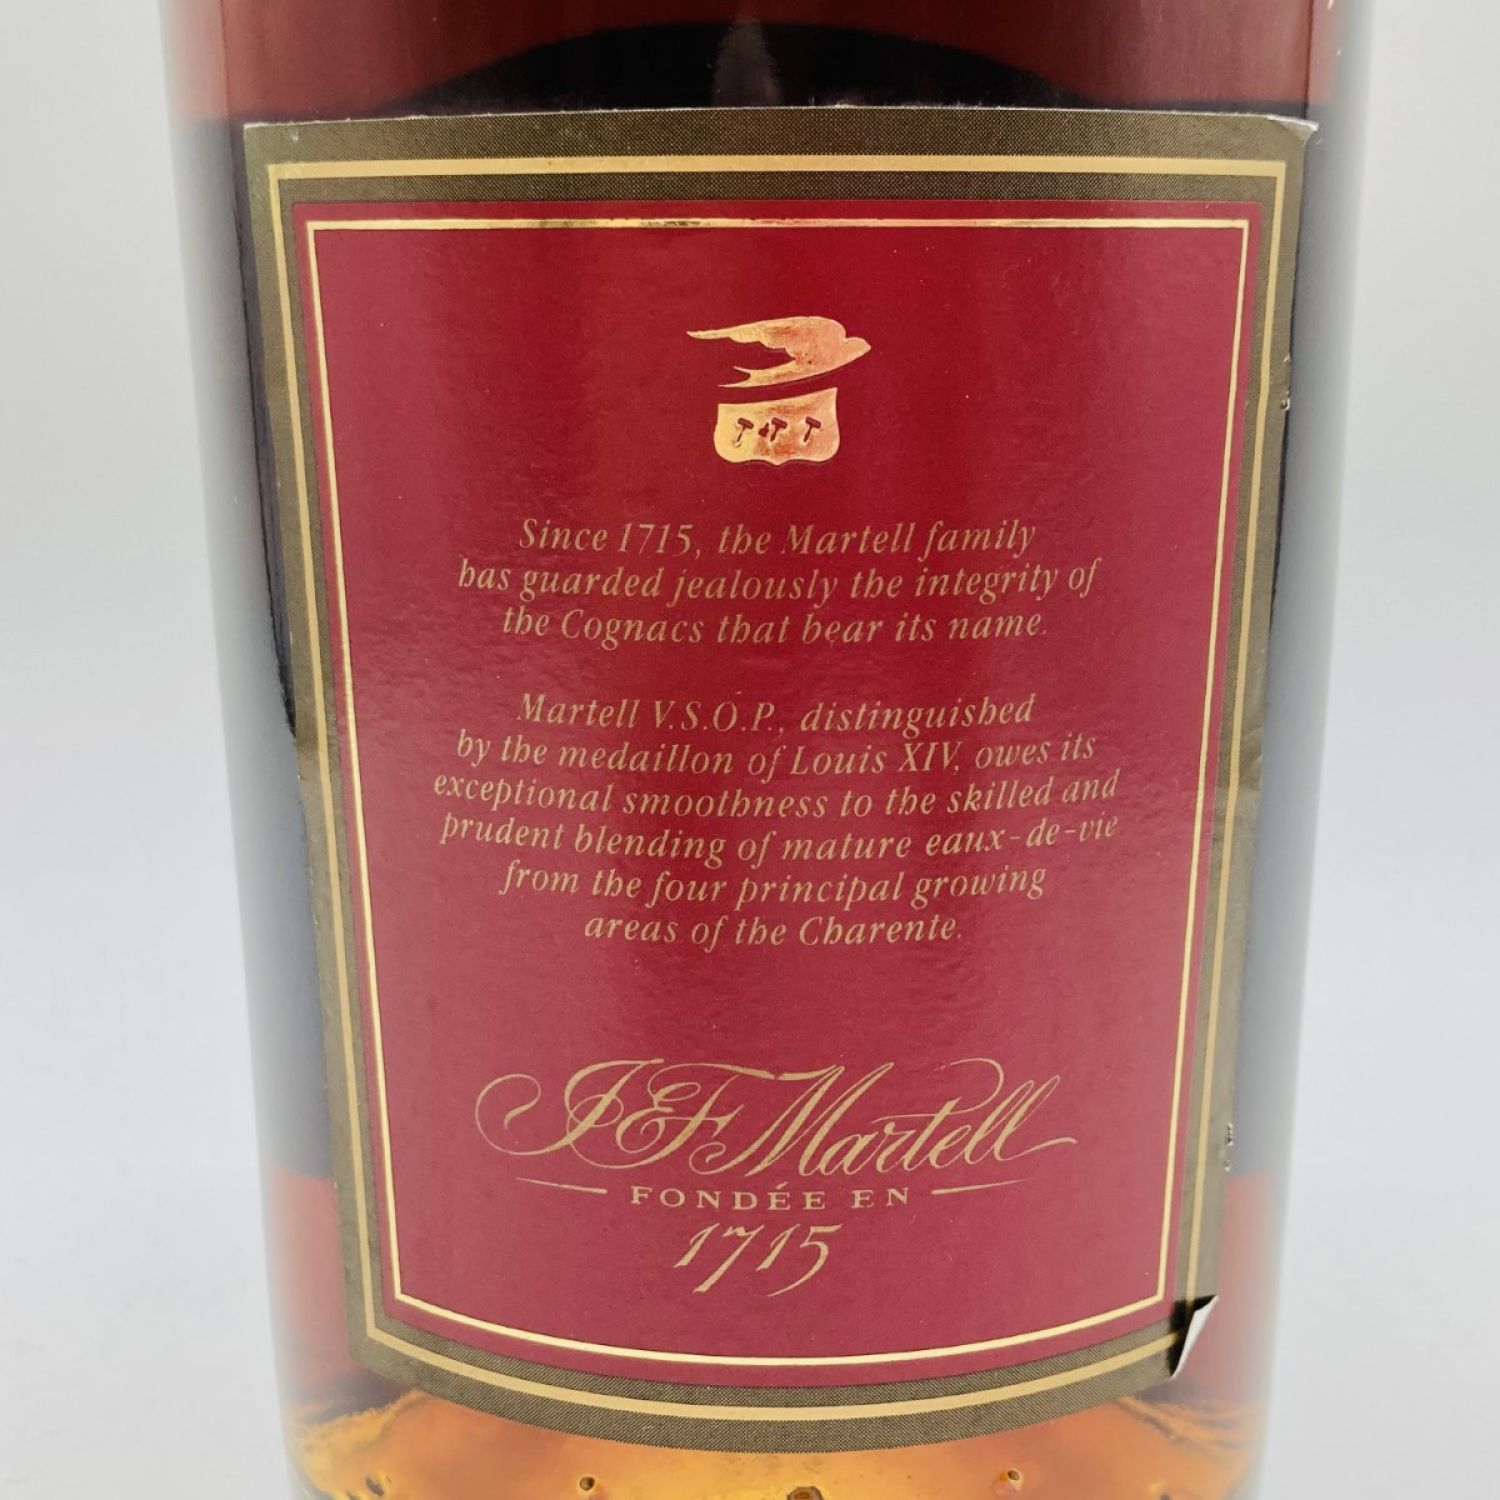 Since 1715, the Martell family
has guarded jealously the integrity of
the Cognacs that bear its name.
Martell V.S.O.P., distinguished
by the medaillon of Louis XIV, owes its
exceptional smoothness to the skilled and
prudent blending of mature eaux-de-vie
from the four principal growing
areas of the Charente.
J&F Martell
FONDÉE EN
1715